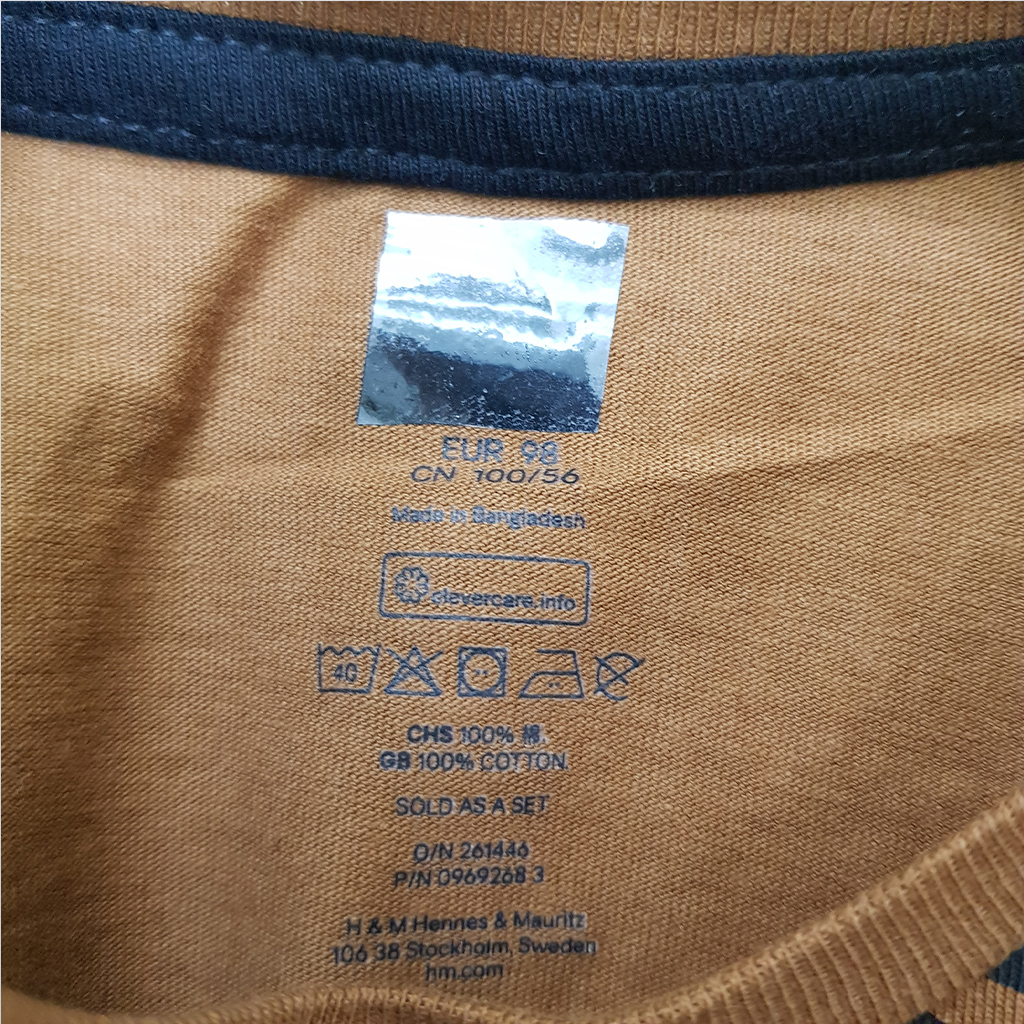 EUR 98
CN 100/56
Made in Bangladesh
clevercare.info
40
CHS 100% 棉.
GB 100% COTTON.
SOLD AS A SET
O/N 261446
P/N 0969268 3
H & M Hennes & Mauritz
106 38 Stockholm, Sweden
hm.com